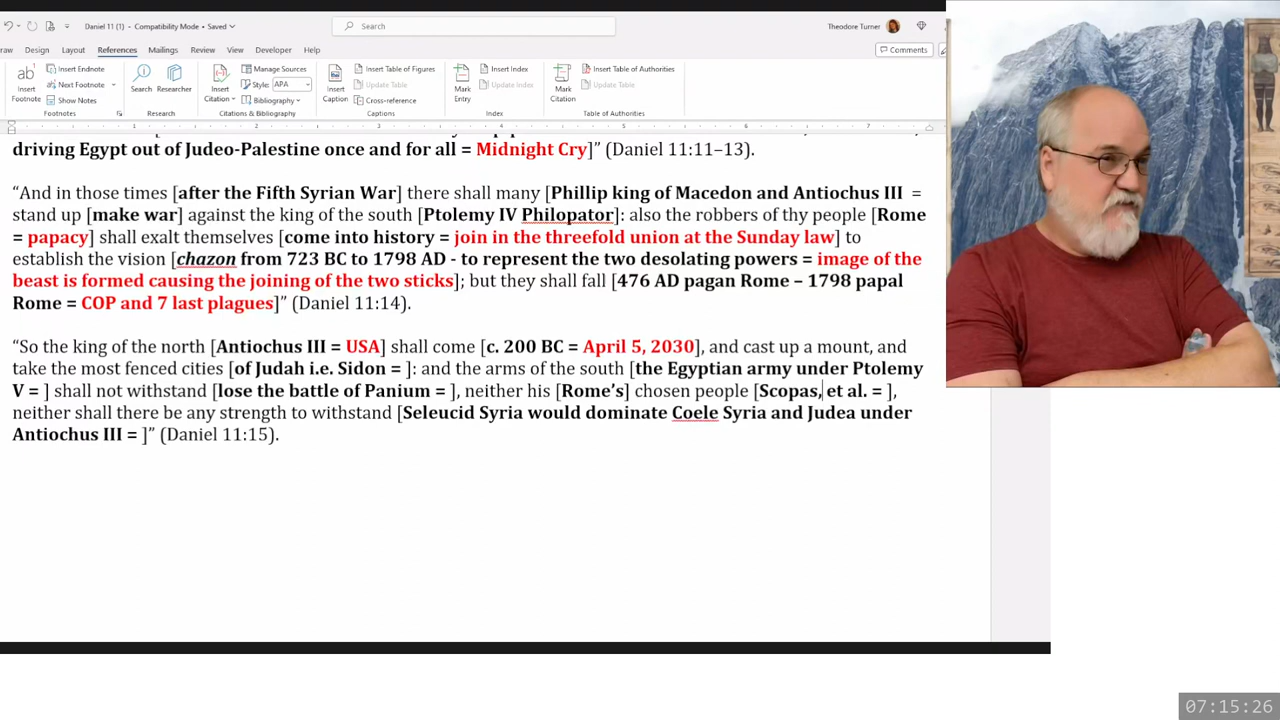 Daniel 11 (1) - Compatibility Mode • Saved
Search
Theodore Turner
Design Layout References Mailings Review View Developer Help
Comments
Insert Footnote
Insert Endnote
Next Footnote
Show Notes
Search
Researcher
Insert Citation
Manage Sources
Style: APA
Bibliography
Insert Caption
Insert Table of Figures
Update Table
Cross-reference
Mark Entry
Insert Index
Update Index
Mark Citation
Insert Table of Authorities
Update Table
Footnotes Research Citations & Bibliography Captions Index Table of Authorities
1 2 3 4 5 6 7
driving Egypt out of Judeo-Palestine once and for all = Midnight Cry]” (Daniel 11:11–13).
“And in those times [after the Fifth Syrian War] there shall many [Phillip king of Macedon and Antiochus III =
stand up [make war] against the king of the south [Ptolemy IV Philopator]: also the robbers of thy people [Rome
= papacy] shall exalt themselves [come into history = join in the threefold union at the Sunday law] to
establish the vision [chazon from 723 BC to 1798 AD - to represent the two desolating powers = image of the
beast is formed causing the joining of the two sticks]; but they shall fall [476 AD pagan Rome – 1798 papal
Rome = COP and 7 last plagues]” (Daniel 11:14).
“So the king of the north [Antiochus III = USA] shall come [c. 200 BC = April 5, 2030], and cast up a mount, and
take the most fenced cities [of Judah i.e. Sidon = ]: and the arms of the south [the Egyptian army under Ptolemy
V = ] shall not withstand [lose the battle of Panium = ], neither his [Rome’s] chosen people [Scopas, et al. = ],
neither shall there be any strength to withstand [Seleucid Syria would dominate Coele Syria and Judea under
Antiochus III = ]” (Daniel 11:15).
07:15:26